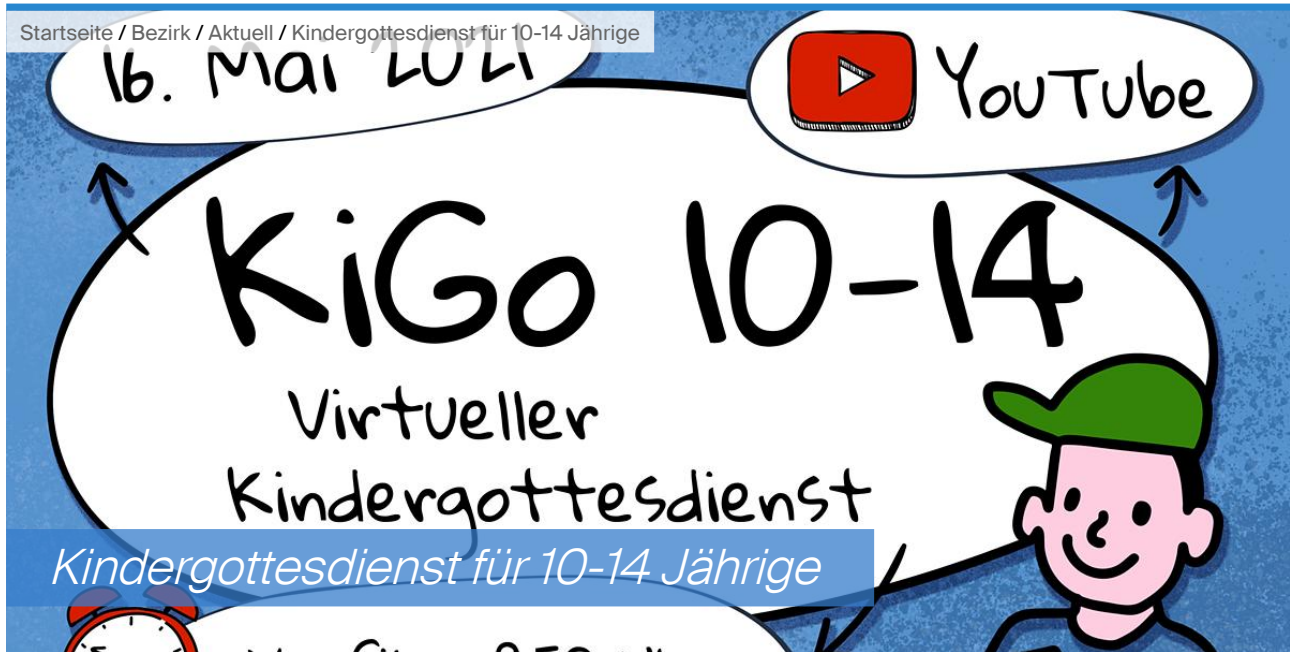 Startseite / Bezirk / Aktuell / Kindergottesdienst für 10-14 Jährige
16. Mai 2021
YouTube
KiGo 10-14
Virtueller
Kindergottesdienst
Kindergottesdienst für 10-14 Jährige